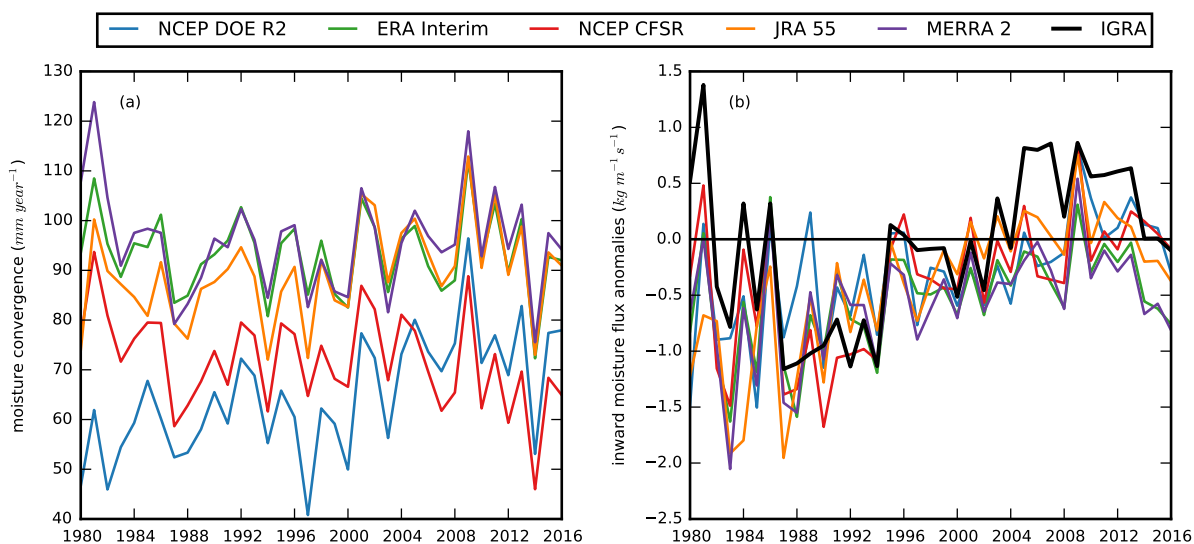 NCEP DOE R2 ERA Interim NCEP CFSR JRA 55 MERRA 2 IGRA
(a)
moisture convergence (mm year⁻¹)
130
120
110
100
90
80
70
60
50
40
1980 1984 1988 1992 1996 2000 2004 2008 2012 2016
(b)
inward moisture flux anomalies (kg m⁻¹ s⁻¹)
1.5
1.0
0.5
0.0
−0.5
−1.0
−1.5
−2.0
−2.5
1980 1984 1988 1992 1996 2000 2004 2008 2012 2016